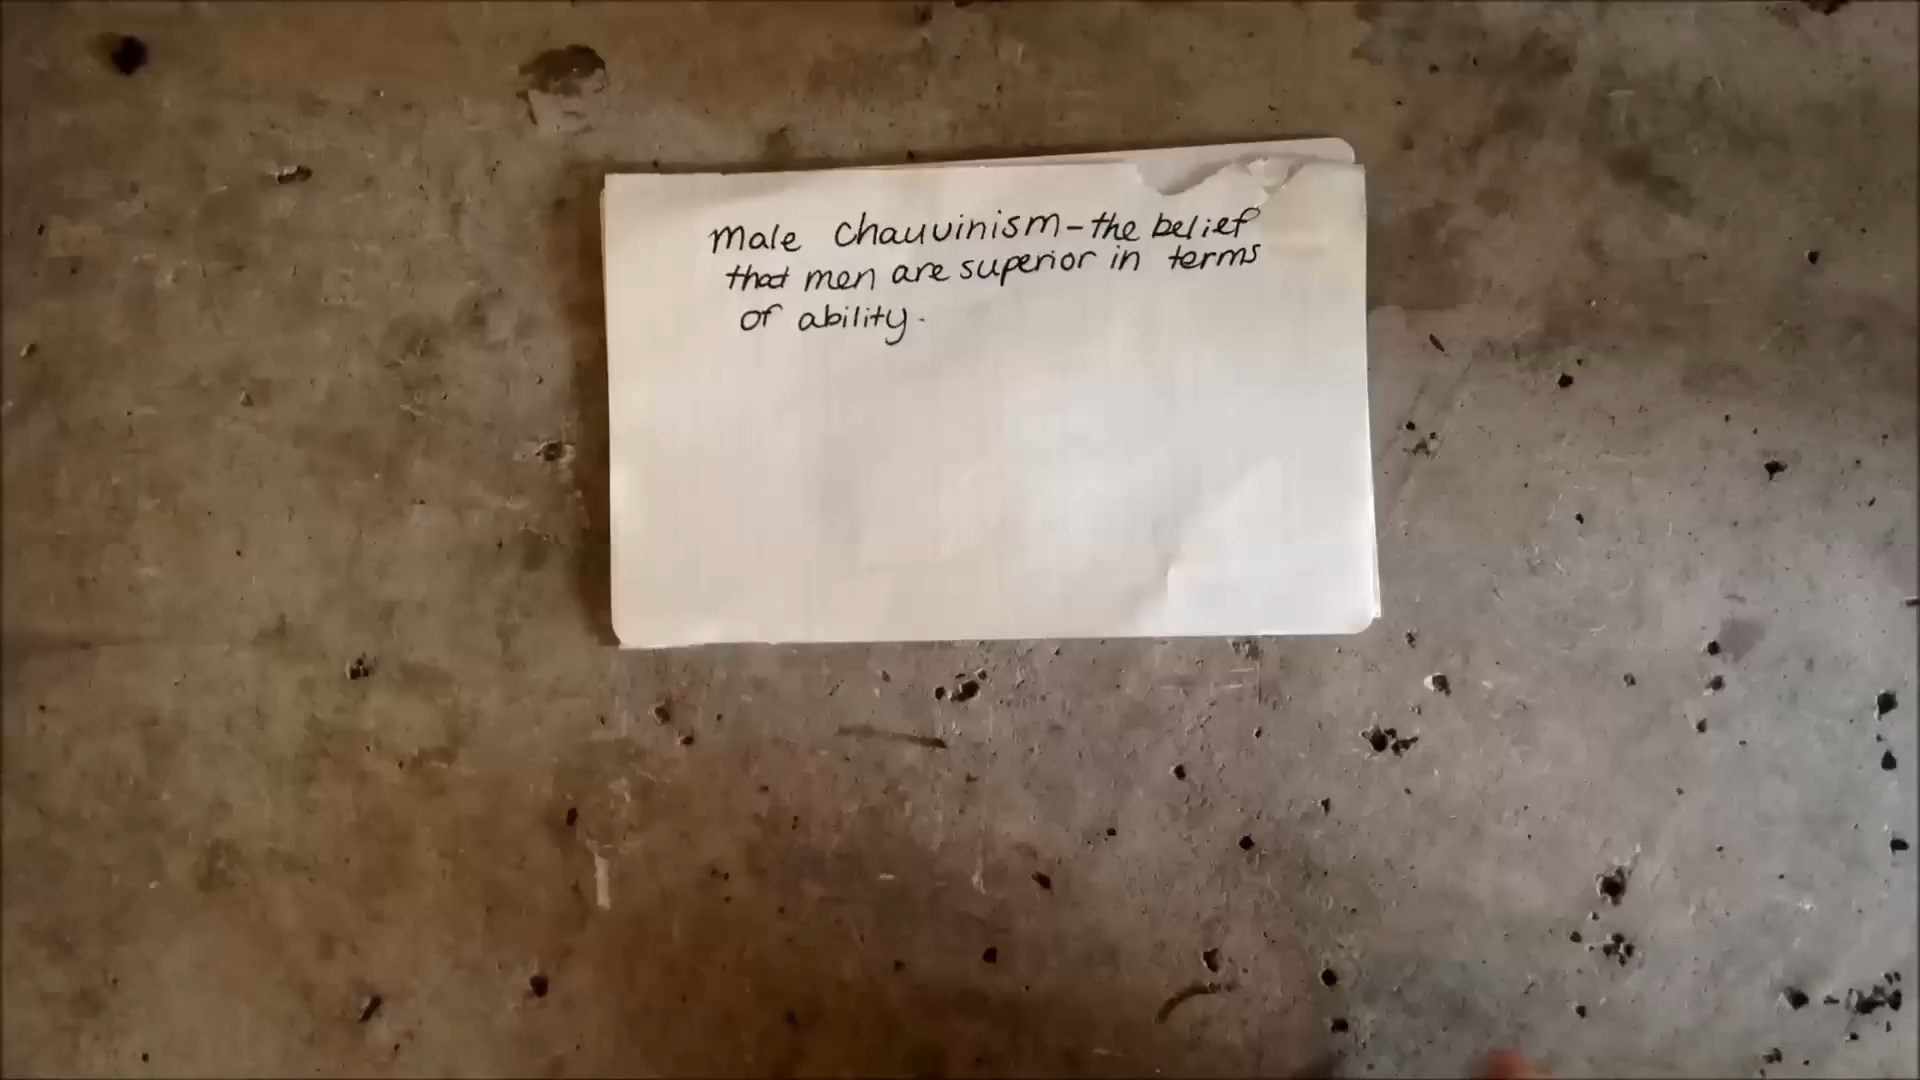 Male Chauvinism-the belief
that men are superior in terms
of ability.